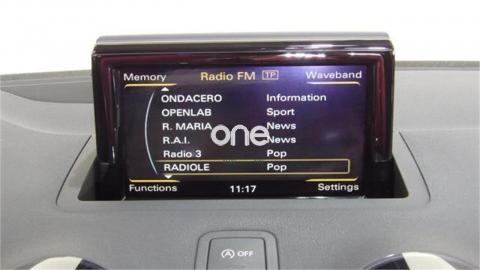 Memory Radio FM TP Waveband
ONDACERO Information
OPENLAB Sport
R. MARIA News
R.A.I. News
Radio 3 Pop
RADIOLE Pop
Functions 11:17 Settings
one
OFF